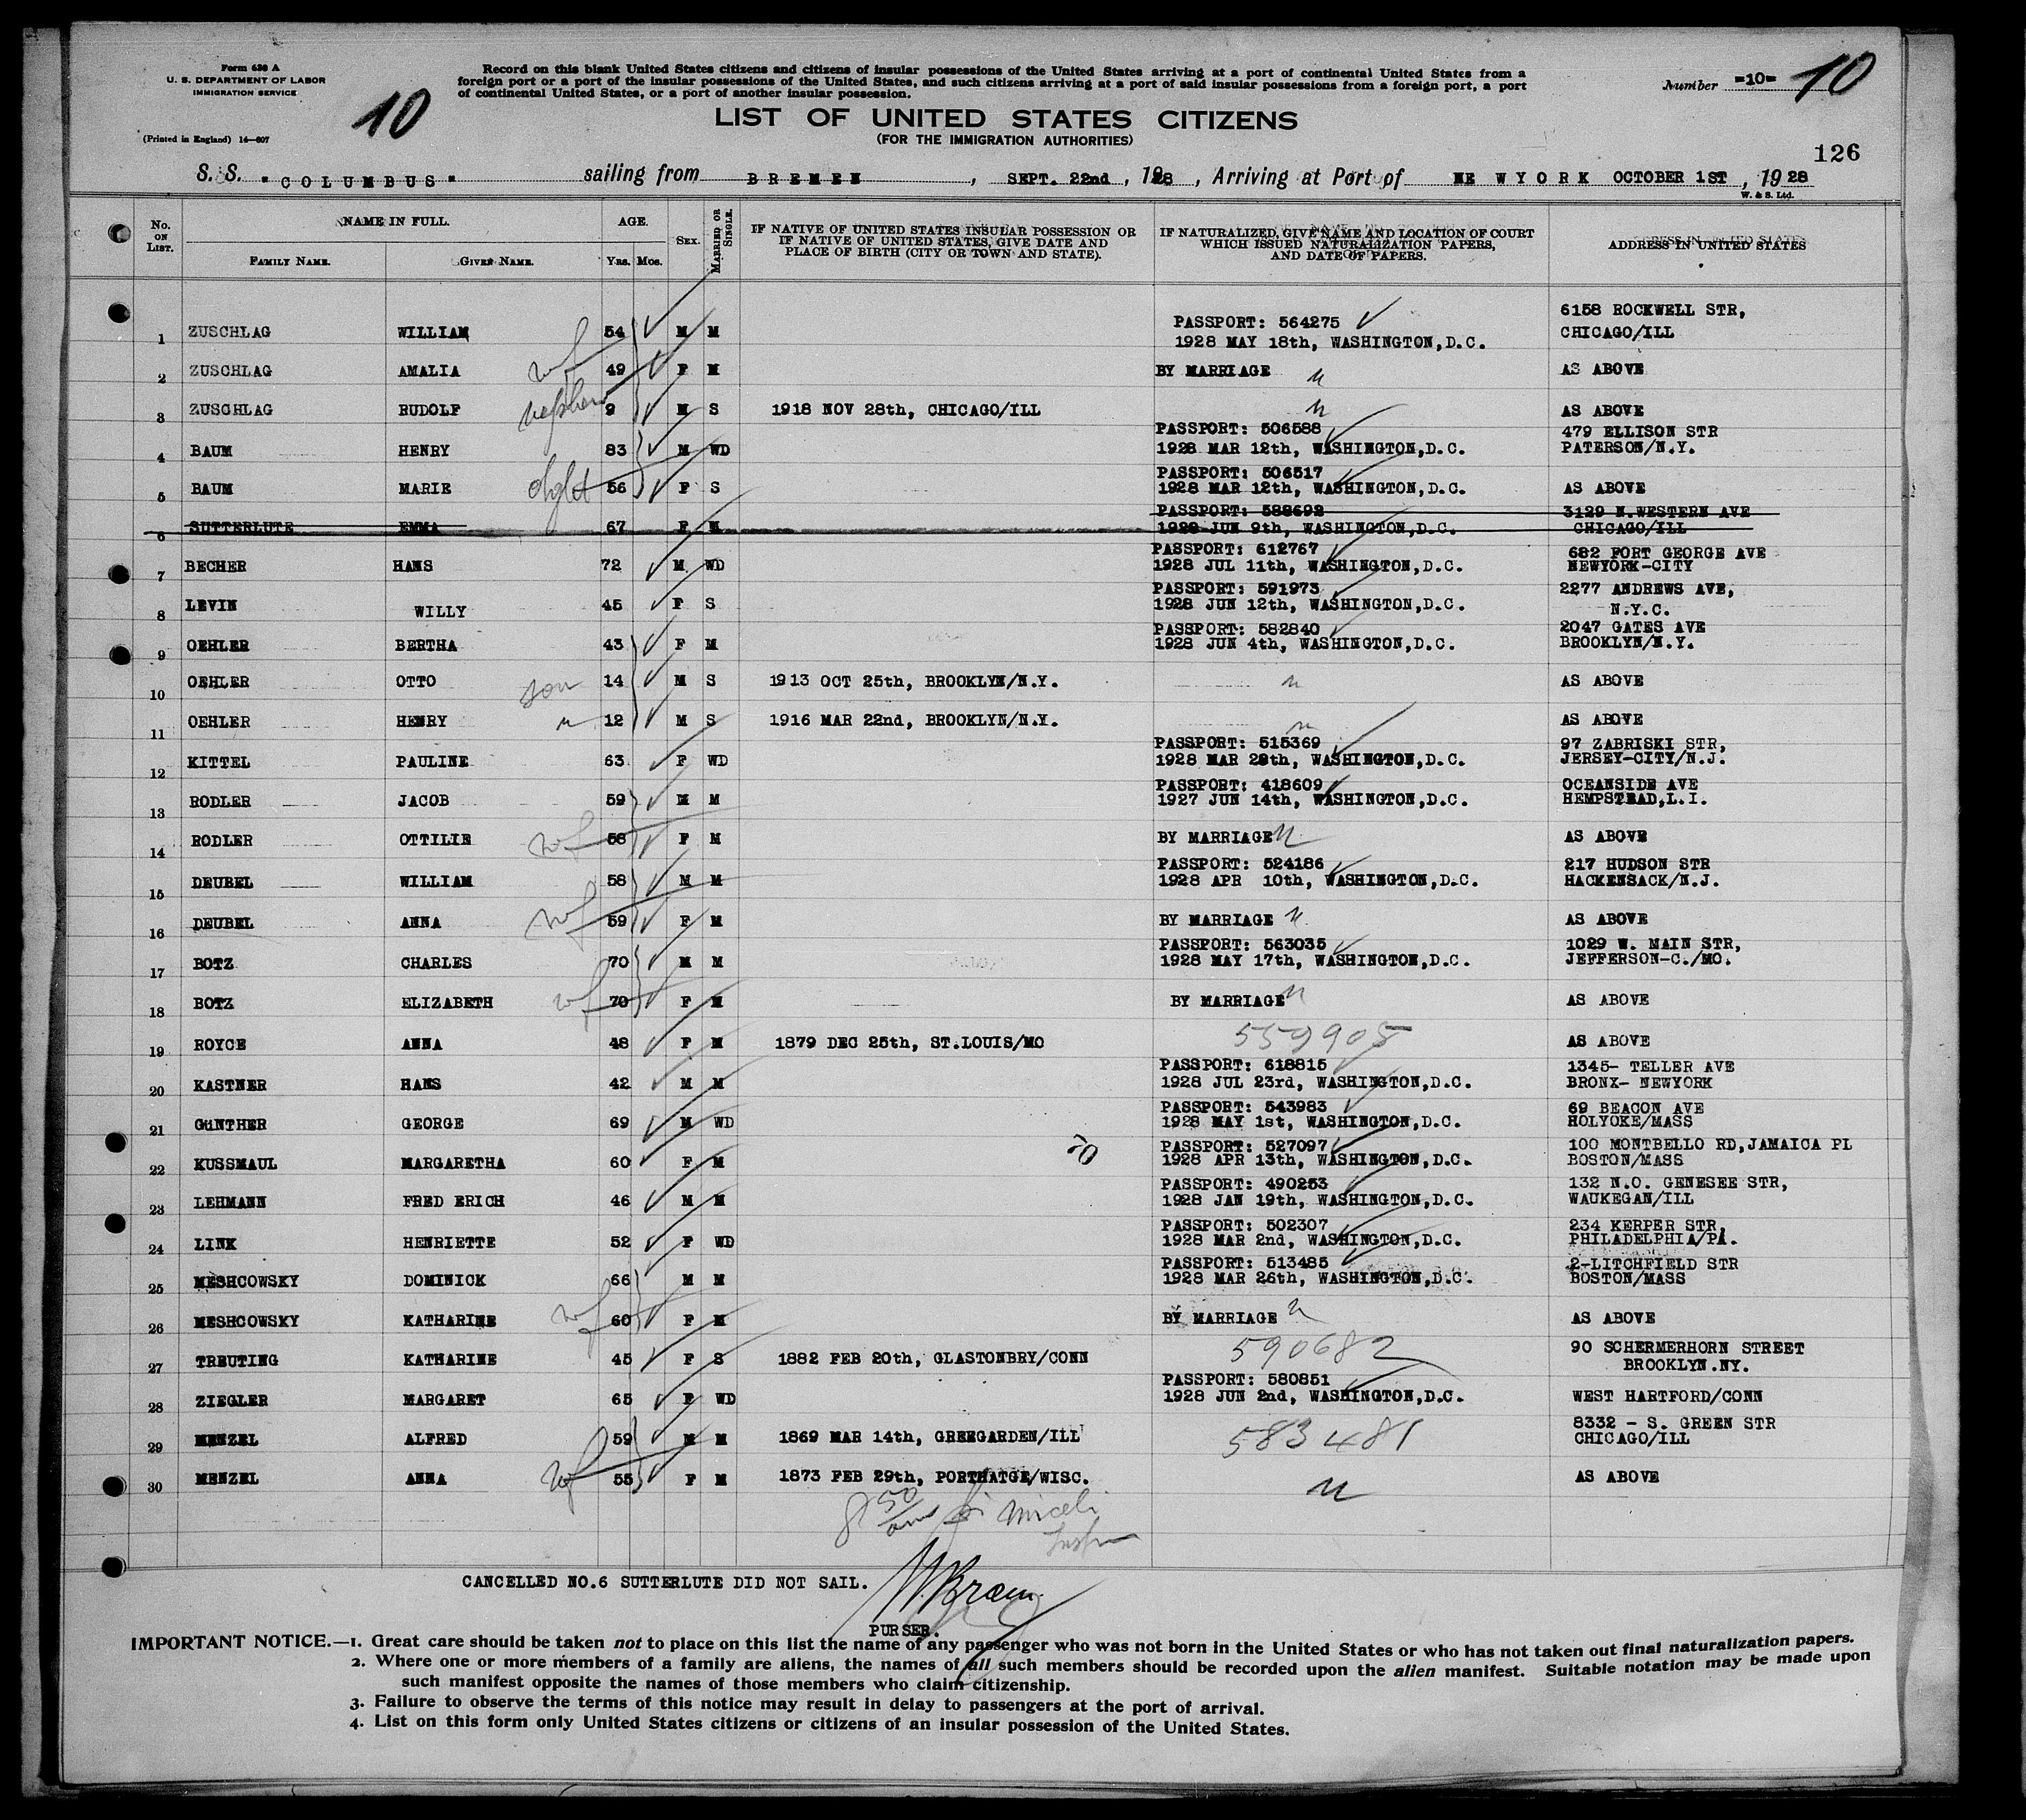 Form 630 A
U. S. DEPARTMENT OF LABOR
IMMIGRATION SERVICE
(Printed in England) 14—607
10
Record on this blank United States citizens and citizens of insular possessions of the United States arriving at a port of continental United States from a
foreign port or a part of the insular possessions of the United States, and such citizens arriving at a port of said insular possessions from a foreign port, a port
of continental United States, or a part of another insular possession.
Number -10- 10
LIST OF UNITED STATES CITIZENS
(FOR THE IMMIGRATION AUTHORITIES)
126
S. S. "COLUMBUS" sailing from BREMEN, SEPT. 22nd, 1928, Arriving at Port of NE WYORK OCTOBER 1ST, 1928
W. & S. Ltd.
No. ON LIST. NAME IN FULL. FAMILY NAME. GIVEN NAME. AGE. YRS. MOS. SEX. MARRIED OR SINGLE. IF NATIVE OF UNITED STATES INSULAR POSSESSION OR IF NATIVE OF UNITED STATES, GIVE DATE AND PLACE OF BIRTH (CITY OR TOWN AND STATE). IF NATURALIZED, GIVE NAME AND LOCATION OF COURT WHICH ISSUED NATURALIZATION PAPERS, AND DATE OF PAPERS. ADDRESS IN UNITED STATES
1 ZUSCHLAG WILLIAM 54 M M PASSPORT: 564275 1928 MAY 18th, WASHINGTON,D.C. 6158 ROCKWELL STR, CHICAGO/ILL
2 ZUSCHLAG AMALIA wf 49 F M BY MARRIAGE AS ABOVE
3 ZUSCHLAG RUDOLF nephew 9 M S 1918 NOV 28th, CHICAGO/ILL AS ABOVE
4 BAUM HENRY 83 M WD PASSPORT: 506588 1928 MAR 12th, WASHINGTON,D.C. 479 ELLISON STR PATERSON/N.Y.
5 BAUM MARIE 56 F S PASSPORT: 506517 1928 MAR 12th, WASHINGTON,D.C. AS ABOVE
6 SUTTERLUTE EMMA 67 F M PASSPORT: 588692 1928 JUN 9th, WASHINGTON,D.C. 3129 N.WESTERN AVE CHICAGO/ILL
7 BECHER HANS 72 M WD PASSPORT: 612767 1928 JUL 11th, WASHINGTON,D.C. 682 FORT GEORGE AVE NEWYORK-CITY
8 LEVIN WILLY 45 F S PASSPORT: 591973 1928 JUN 12th, WASHINGTON,D.C. 2277 ANDREWS AVE, N.Y.C.
9 OEHLER BERTHA 43 F M PASSPORT: 582840 1928 JUN 4th, WASHINGTON,D.C. 2047 GATES AVE BROOKLYN/N.Y.
10 OEHLER OTTO son 14 M S 1913 OCT 25th, BROOKLYN/N.Y. AS ABOVE
11 OEHLER HENRY 12 M S 1916 MAR 22nd, BROOKLYN/N.Y. AS ABOVE
12 KITTEL PAULINE 63 F WD PASSPORT: 515369 1928 MAR 28th, WASHINGTON,D.C. 97 ZABRISKI STR, JERSEY-CITY/N.J.
13 RODLER JACOB 59 M M PASSPORT: 418609 1927 JUN 14th, WASHINGTON,D.C. OCEANSIDE AVE HEMPSTEAD,L.I.
14 RODLER OTTILIE wf 58 F M BY MARRIAGE AS ABOVE
15 DEUBEL WILLIAM 58 M M PASSPORT: 524186 1928 APR 10th, WASHINGTON,D.C. 217 HUDSON STR HACKENSACK/N.J.
16 DEUBEL ANNA wf 59 F M BY MARRIAGE AS ABOVE
17 BOTZ CHARLES 70 M M PASSPORT: 563035 1928 MAY 17th, WASHINGTON,D.C. 1029 W. MAIN STR, JEFFERSON-C./MO.
18 BOTZ ELIZABETH wf 70 F M BY MARRIAGE AS ABOVE
19 ROYCE ANNA 48 F M 1879 DEC 25th, ST.LOUIS/MO 559905 AS ABOVE
20 KASTNER HANS 42 M M PASSPORT: 618815 1928 JUL 23rd, WASHINGTON,D.C. 1345- TELLER AVE BRONX- NEWYORK
21 GüNTHER GEORGE 69 M WD PASSPORT: 543983 1928 MAY 1st, WASHINGTON,D.C. 69 BEACON AVE HOLYOKE/MASS
22 KUSSMAUL MARGARETHA 60 F M PASSPORT: 527097 1928 APR 13th, WASHINGTON,D.C. 100 MONTBELLO RD,JAMAICA PL BOSTON/MASS
23 LEHMANN FRED ERICH 46 M M PASSPORT: 490253 1928 JAN 19th, WASHINGTON,D.C. 132 N.O. GENESEE STR, WAUKEGAN/ILL
24 LINK HENRIETTE 52 F WD PASSPORT: 502307 1928 MAR 2nd, WASHINGTON,D.C. 234 KERPER STR, PHILADELPHIA/PA.
25 MESHCOWSKY DOMINICK 66 M M PASSPORT: 513485 1928 MAR 26th, WASHINGTON,D.C. 2-LITCHFIELD STR BOSTON/MASS
26 MESHCOWSKY KATHARINE wf 60 F M BY MARRIAGE AS ABOVE
27 TREUTING KATHARINE 45 F S 1882 FEB 20th, GLASTONBRY/CONN 590682 90 SCHERMERHORN STREET BROOKLYN.NY.
28 ZIEGLER MARGARET 65 F WD PASSPORT: 580851 1928 JUN 2nd, WASHINGTON,D.C. WEST HARTFORD/CONN
29 MENZEL ALFRED 59 M M 1869 MAR 14th, GREEGARDEN/ILL 583481 8332 - S. GREEN STR CHICAGO/ILL
30 MENZEL ANNA wf 55 F M 1873 FEB 29th, PORTHATGE/WISC. AS ABOVE
CANCELLED NO.6 SUTTERLUTE DID NOT SAIL.
PURSER.
IMPORTANT NOTICE.—1. Great care should be taken not to place on this list the name of any passenger who was not born in the United States or who has not taken out final naturalization papers.
2. Where one or more members of a family are aliens, the names of all such members should be recorded upon the alien manifest. Suitable notation may be made upon
such manifest opposite the names of those members who claim citizenship.
3. Failure to observe the terms of this notice may result in delay to passengers at the port of arrival.
4. List on this form only United States citizens or citizens of an insular possession of the United States.